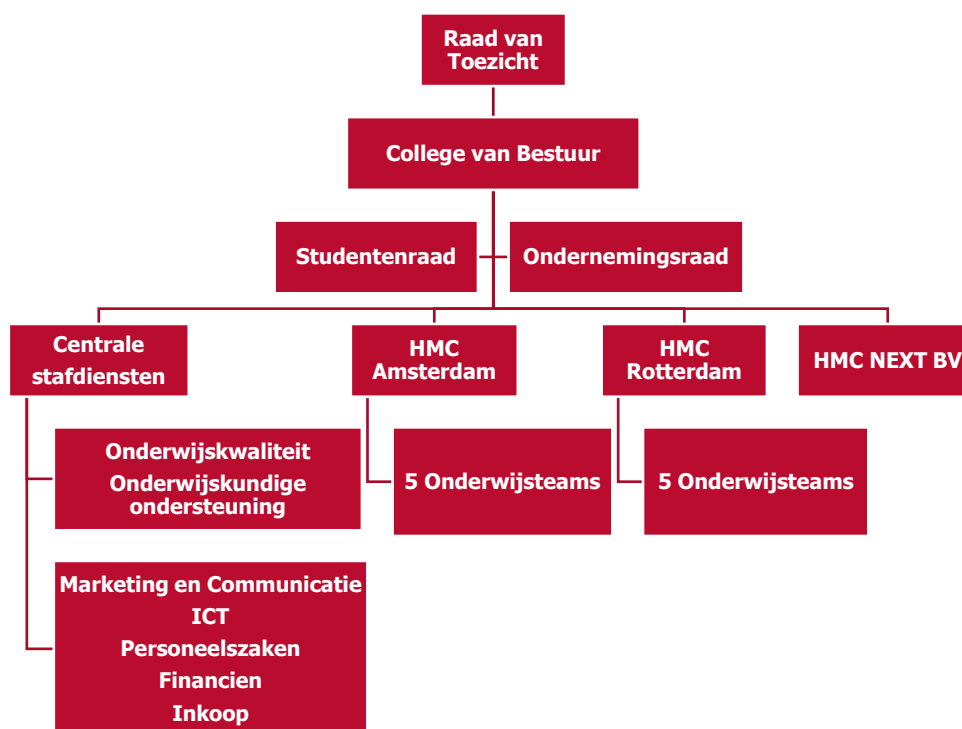 Raad van
Toezicht
College van Bestuur
Studentenraad
Ondernemingsraad
Centrale
stafdiensten
HMC
Amsterdam
HMC
Rotterdam
HMC NEXT BV
Onderwijskwaliteit
Onderwijskundige
ondersteuning
5 Onderwijsteams
5 Onderwijsteams
Marketing en Communicatie
ICT
Personeelszaken
Financien
Inkoop